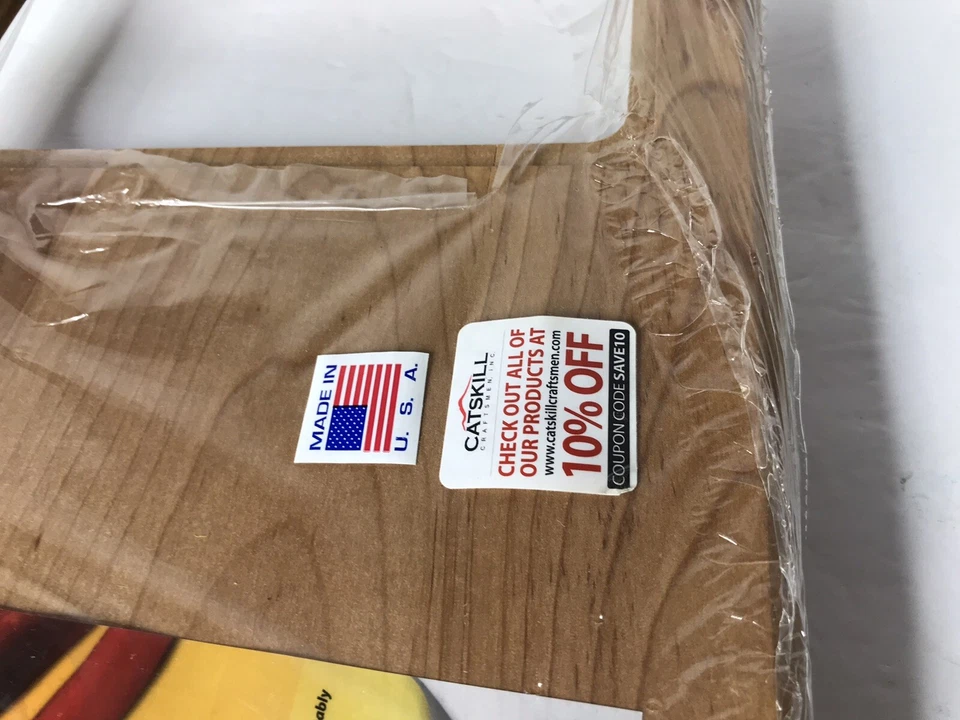 MADE IN
U. S. A.
CATSKILL
CRAFTSMEN, INC.
CHECK OUT ALL OF
OUR PRODUCTS AT
www.catskillcraftsmen.com
10% OFF
COUPON CODE SAVE10
ably